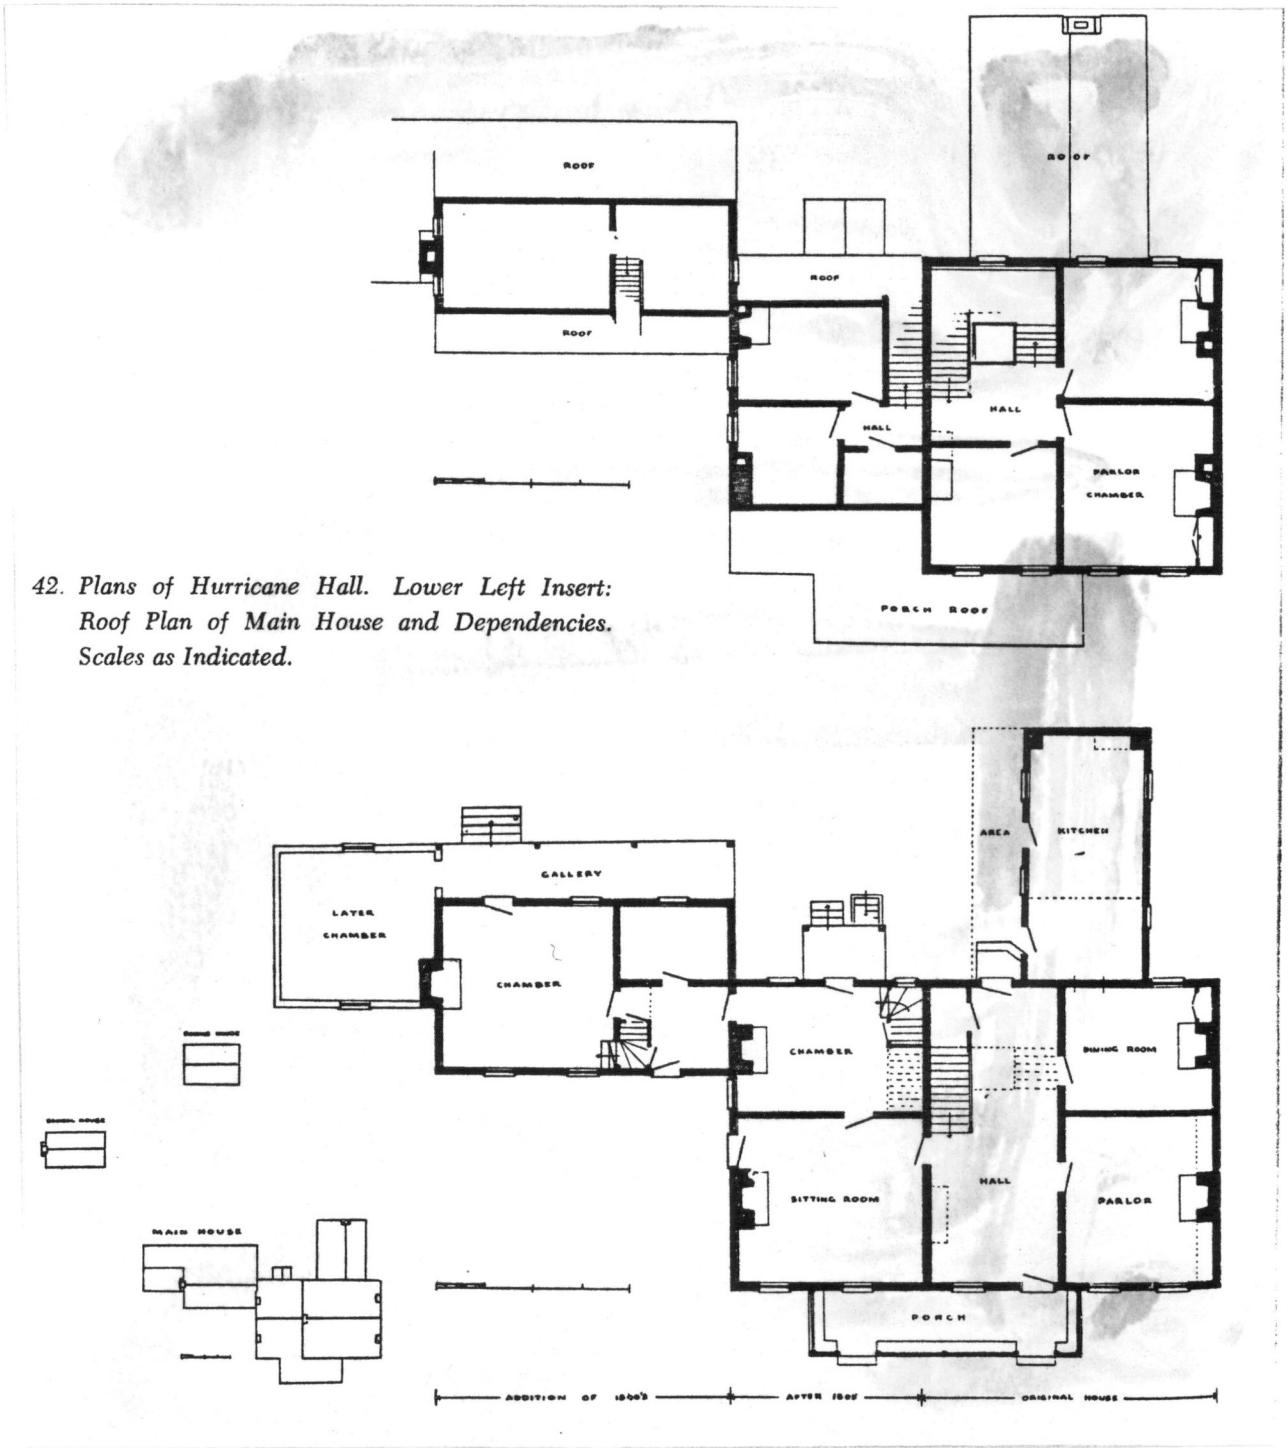 ROOF
ROOF
ROOF
ROOF
HALL
HALL
PARLOR
CHAMBER
PORCH ROOF
42. Plans of Hurricane Hall. Lower Left Insert:
Roof Plan of Main House and Dependencies.
Scales as Indicated.
AREA
KITCHEN
GALLERY
LATER
CHAMBER
CHAMBER
CHAMBER
DINING ROOM
HOUSE
HOUSE
SITTING ROOM
HALL
PARLOR
MAIN HOUSE
PORCH
ADDITION OF 1840'S
AFTER 1805
ORIGINAL HOUSE